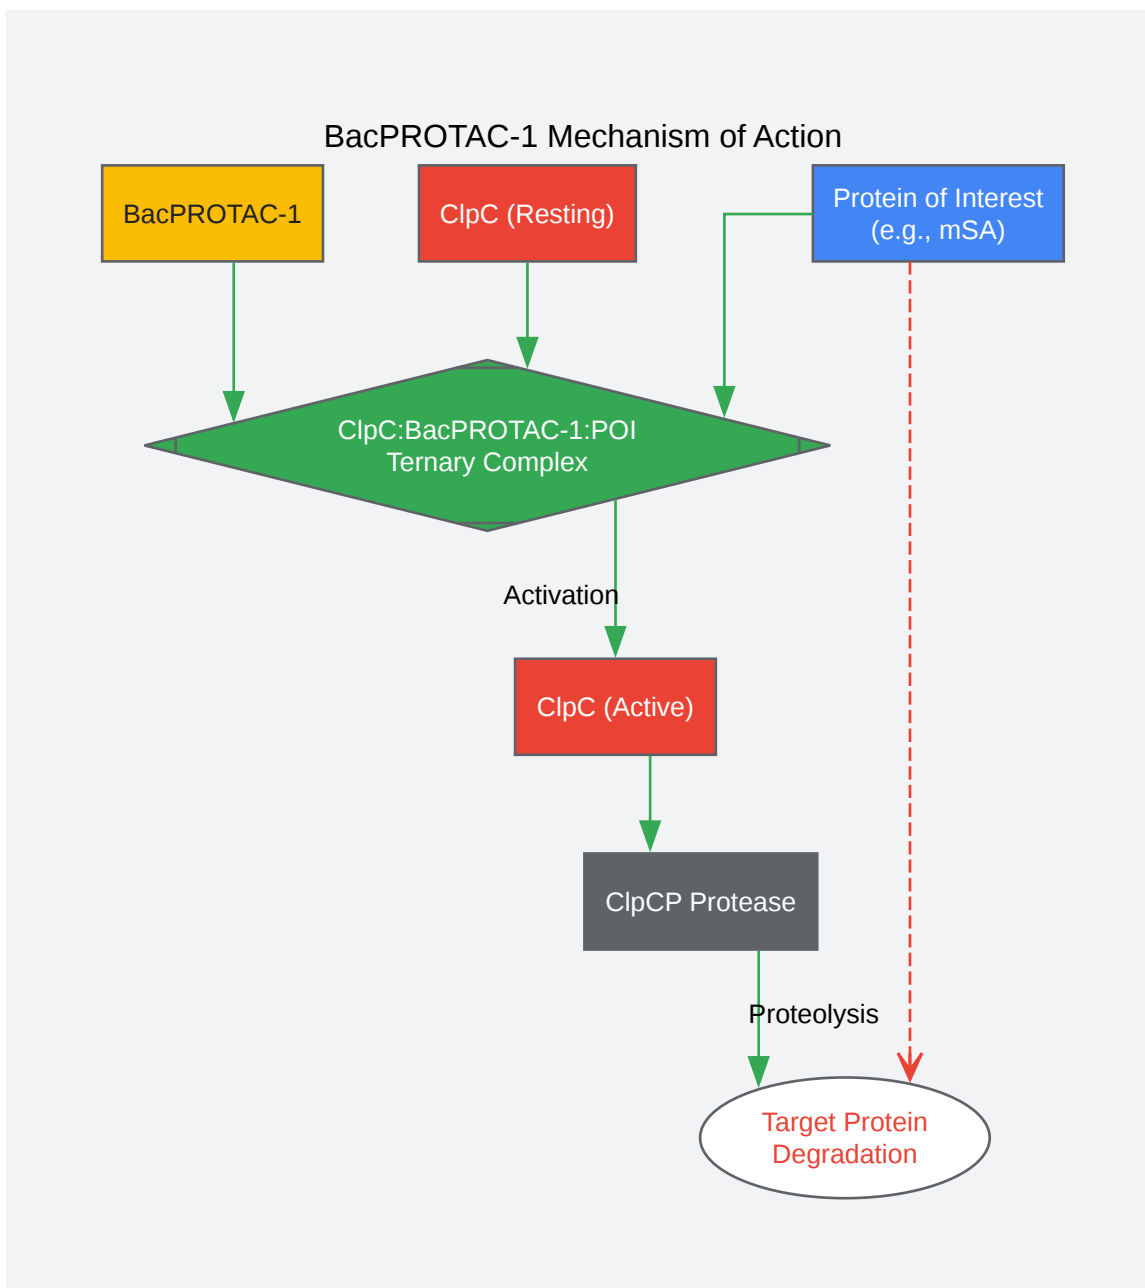 BacPROTAC-1 Mechanism of Action
BacPROTAC-1
ClpC (Resting)
Protein of Interest
(e.g., mSA)
ClpC:BacPROTAC-1:POI
Ternary Complex
Activation
ClpC (Active)
ClpCP Protease
Proteolysis
Target Protein
Degradation